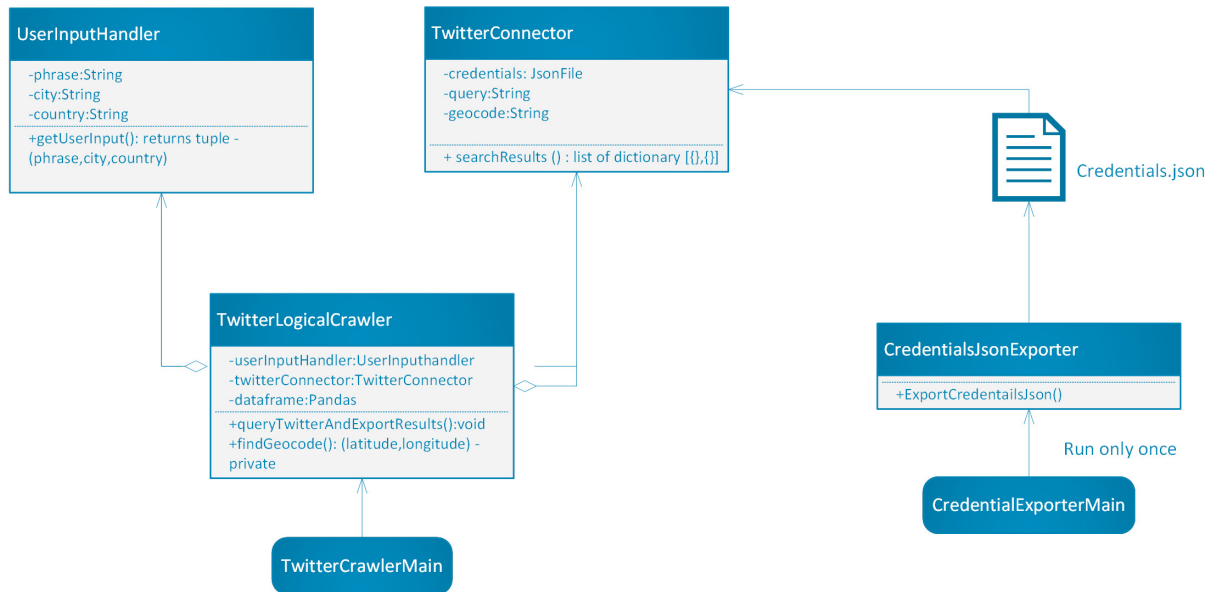 UserInputHandler
-phrase:String
-city:String
-country:String
+getUserInput(): returns tuple -
(phrase,city,country)
TwitterConnector
-credentials: JsonFile
-query:String
-geocode:String
+ searchResults () : list of dictionary [{},{}]
Credentials.json
TwitterLogicalCrawler
-userInputHandler:UserInputhandler
-twitterConnector:TwitterConnector
-dataframe:Pandas
+queryTwitterAndExportResults():void
+findGeocode(): (latitude,longitude) -
private
CredentialsJsonExporter
+ExportCredentailsJson()
Run only once
CredentialExporterMain
TwitterCrawlerMain